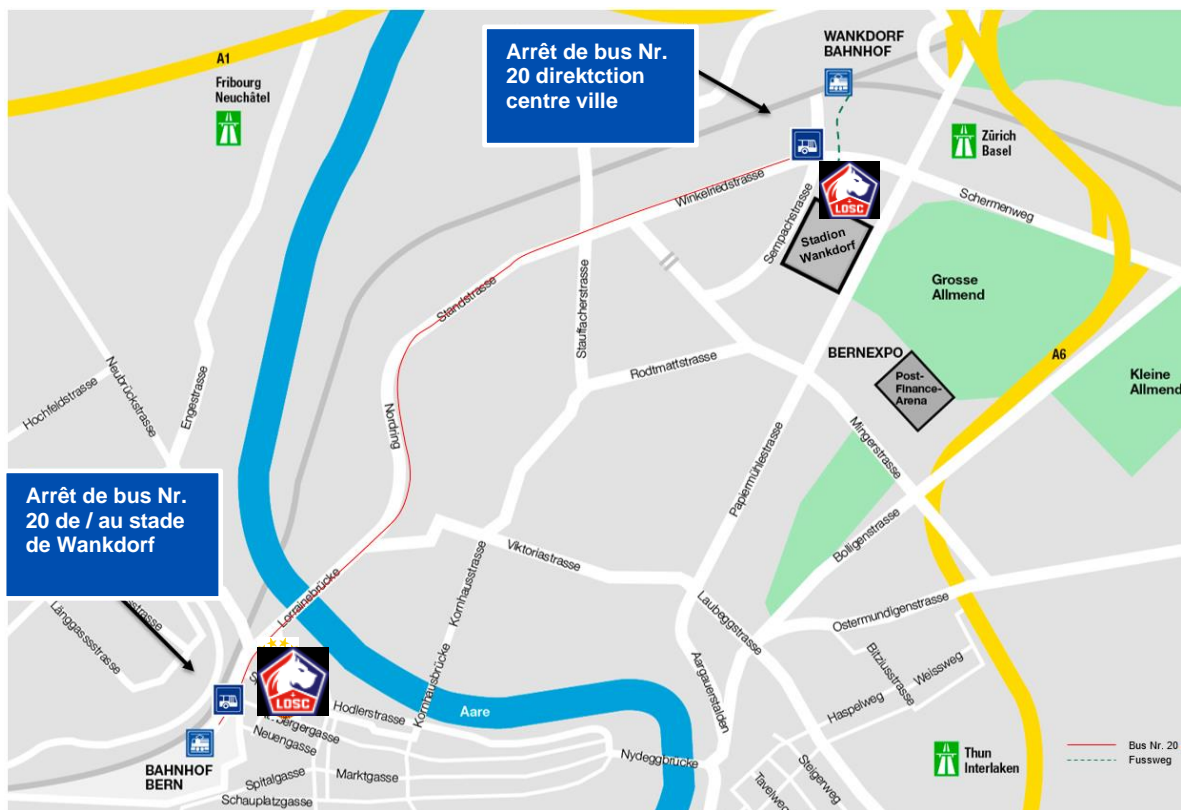 A1
Fribourg
Neuchâtel
Arrêt de bus Nr.
20 direktction
centre ville
WANKDORF
BAHNHOF
Zürich
Basel
Schermenweg
Winkelriedstrasse
Sempachstrasse
LOSC
Stadion
Wankdorf
Grosse
Allmend
Standstrasse
Stauffacherstrasse
Rodtmattstrasse
BERNEXPO
Post-
Finance-
Arena
A6
Kleine
Allmend
Hochfeldstrasse
Neubrückstrasse
Engestrasse
Nordring
Papiermühlestrasse
Mingerstrasse
Bolligenstrasse
Arrêt de bus Nr.
20 de / au stade
de Wankdorf
Viktoriastrasse
Lorrainebrücke
Kornhausstrasse
Laubeggstrasse
Ostermundigenstrasse
Länggassstrasse
sstrasse
Bitziusstrasse
Weissweg
Haspelweg
Aargauerstalden
Kornhausbrücke
LOSC
Hodlerstrasse
Aare
bergergasse
Neuengasse
BAHNHOF
BERN
Spitalgasse
Marktgasse
Schauplatzgasse
Nydeggbrücke
Tavelweg
Steigerweg
Thun
Interlaken
Bus Nr. 20
Fussweg